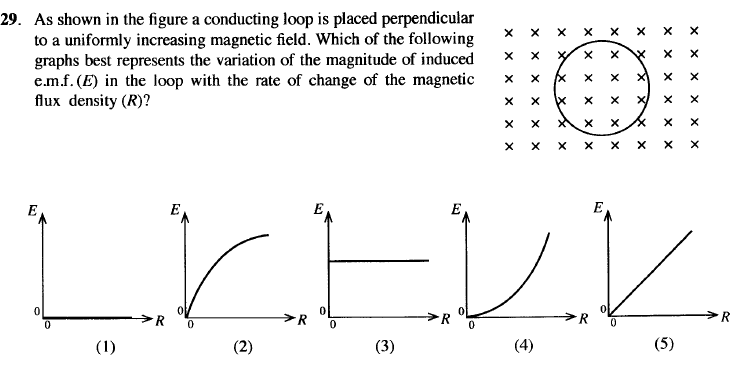 29. As shown in the figure a conducting loop is placed perpendicular
to a uniformly increasing magnetic field. Which of the following
graphs best represents the variation of the magnitude of induced
e.m.f. (E) in the loop with the rate of change of the magnetic
flux density (R)?
× × × × × × × ×
× × × × × × × ×
× × × × × × × ×
× × × × × × × ×
× × × × × × × ×
× × × × × × × ×
E E E E E
0 0 0 0 0
0 R 0 R 0 R 0 R 0 R
(1) (2) (3) (4) (5)